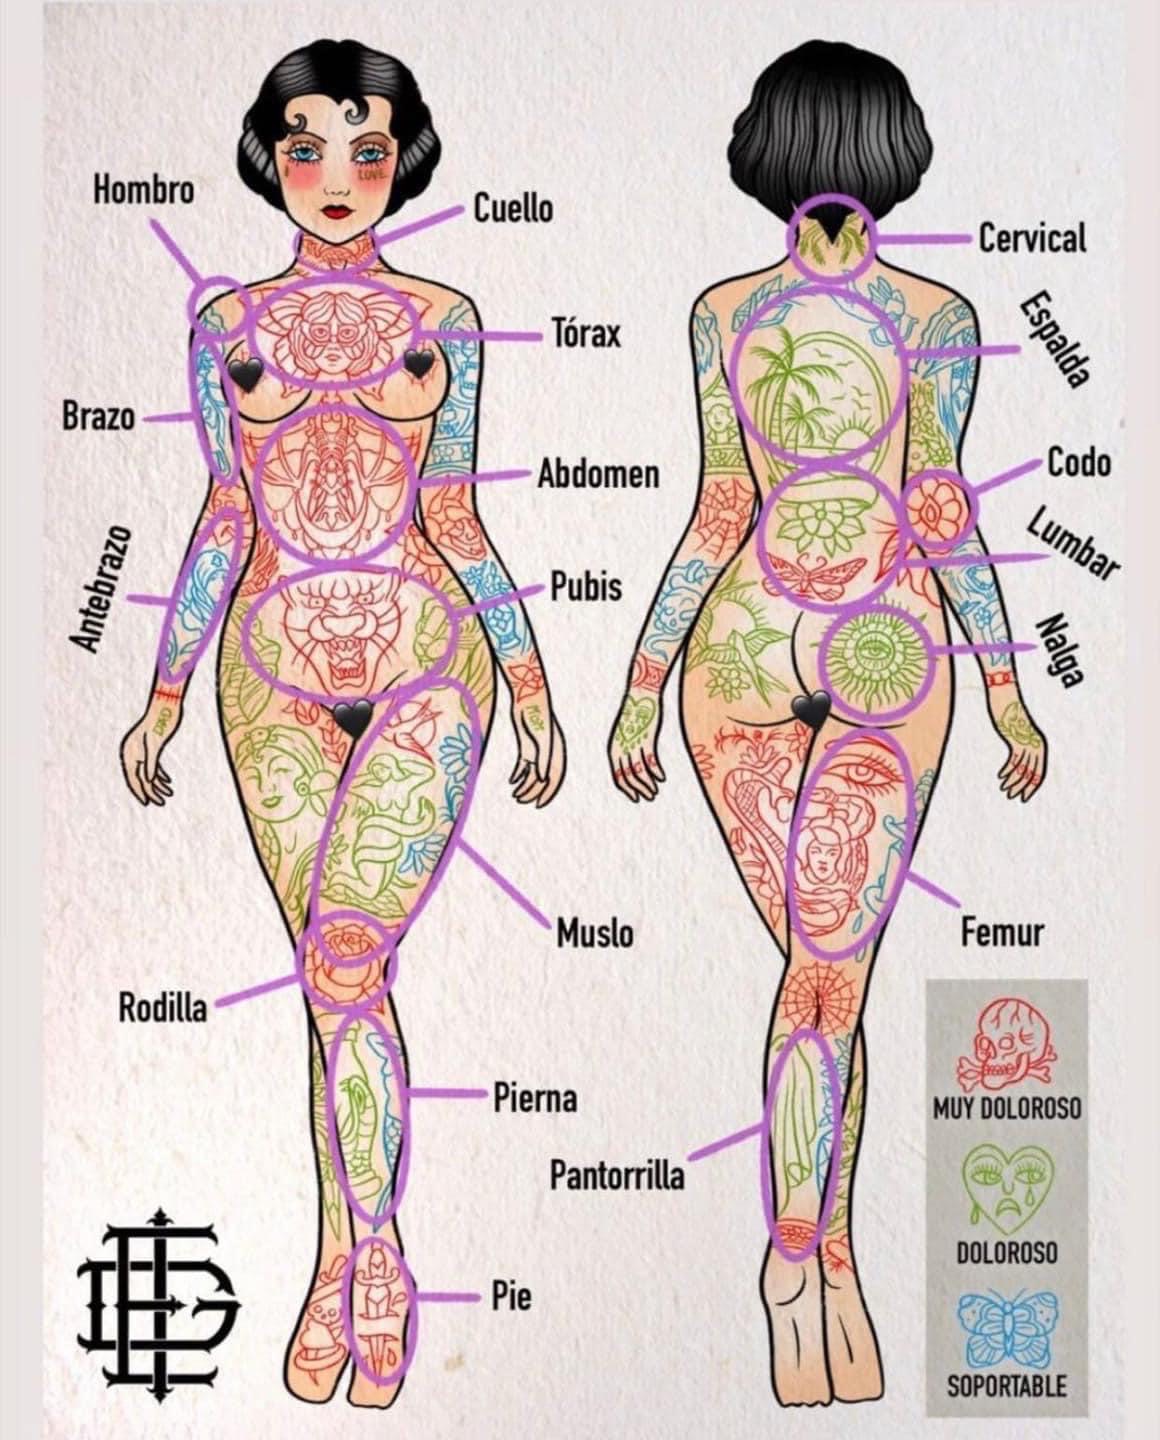 Hombro
Cuello
LOVE
Cervical
Tórax
Espalda
Brazo
Abdomen
Codo
Antebrazo
Lumbar
Pubis
Nalga
Muslo
Femur
Rodilla
Pierna
Pantorrilla
Pie
MUY DOLOROSO
DOLOROSO
SOPORTABLE